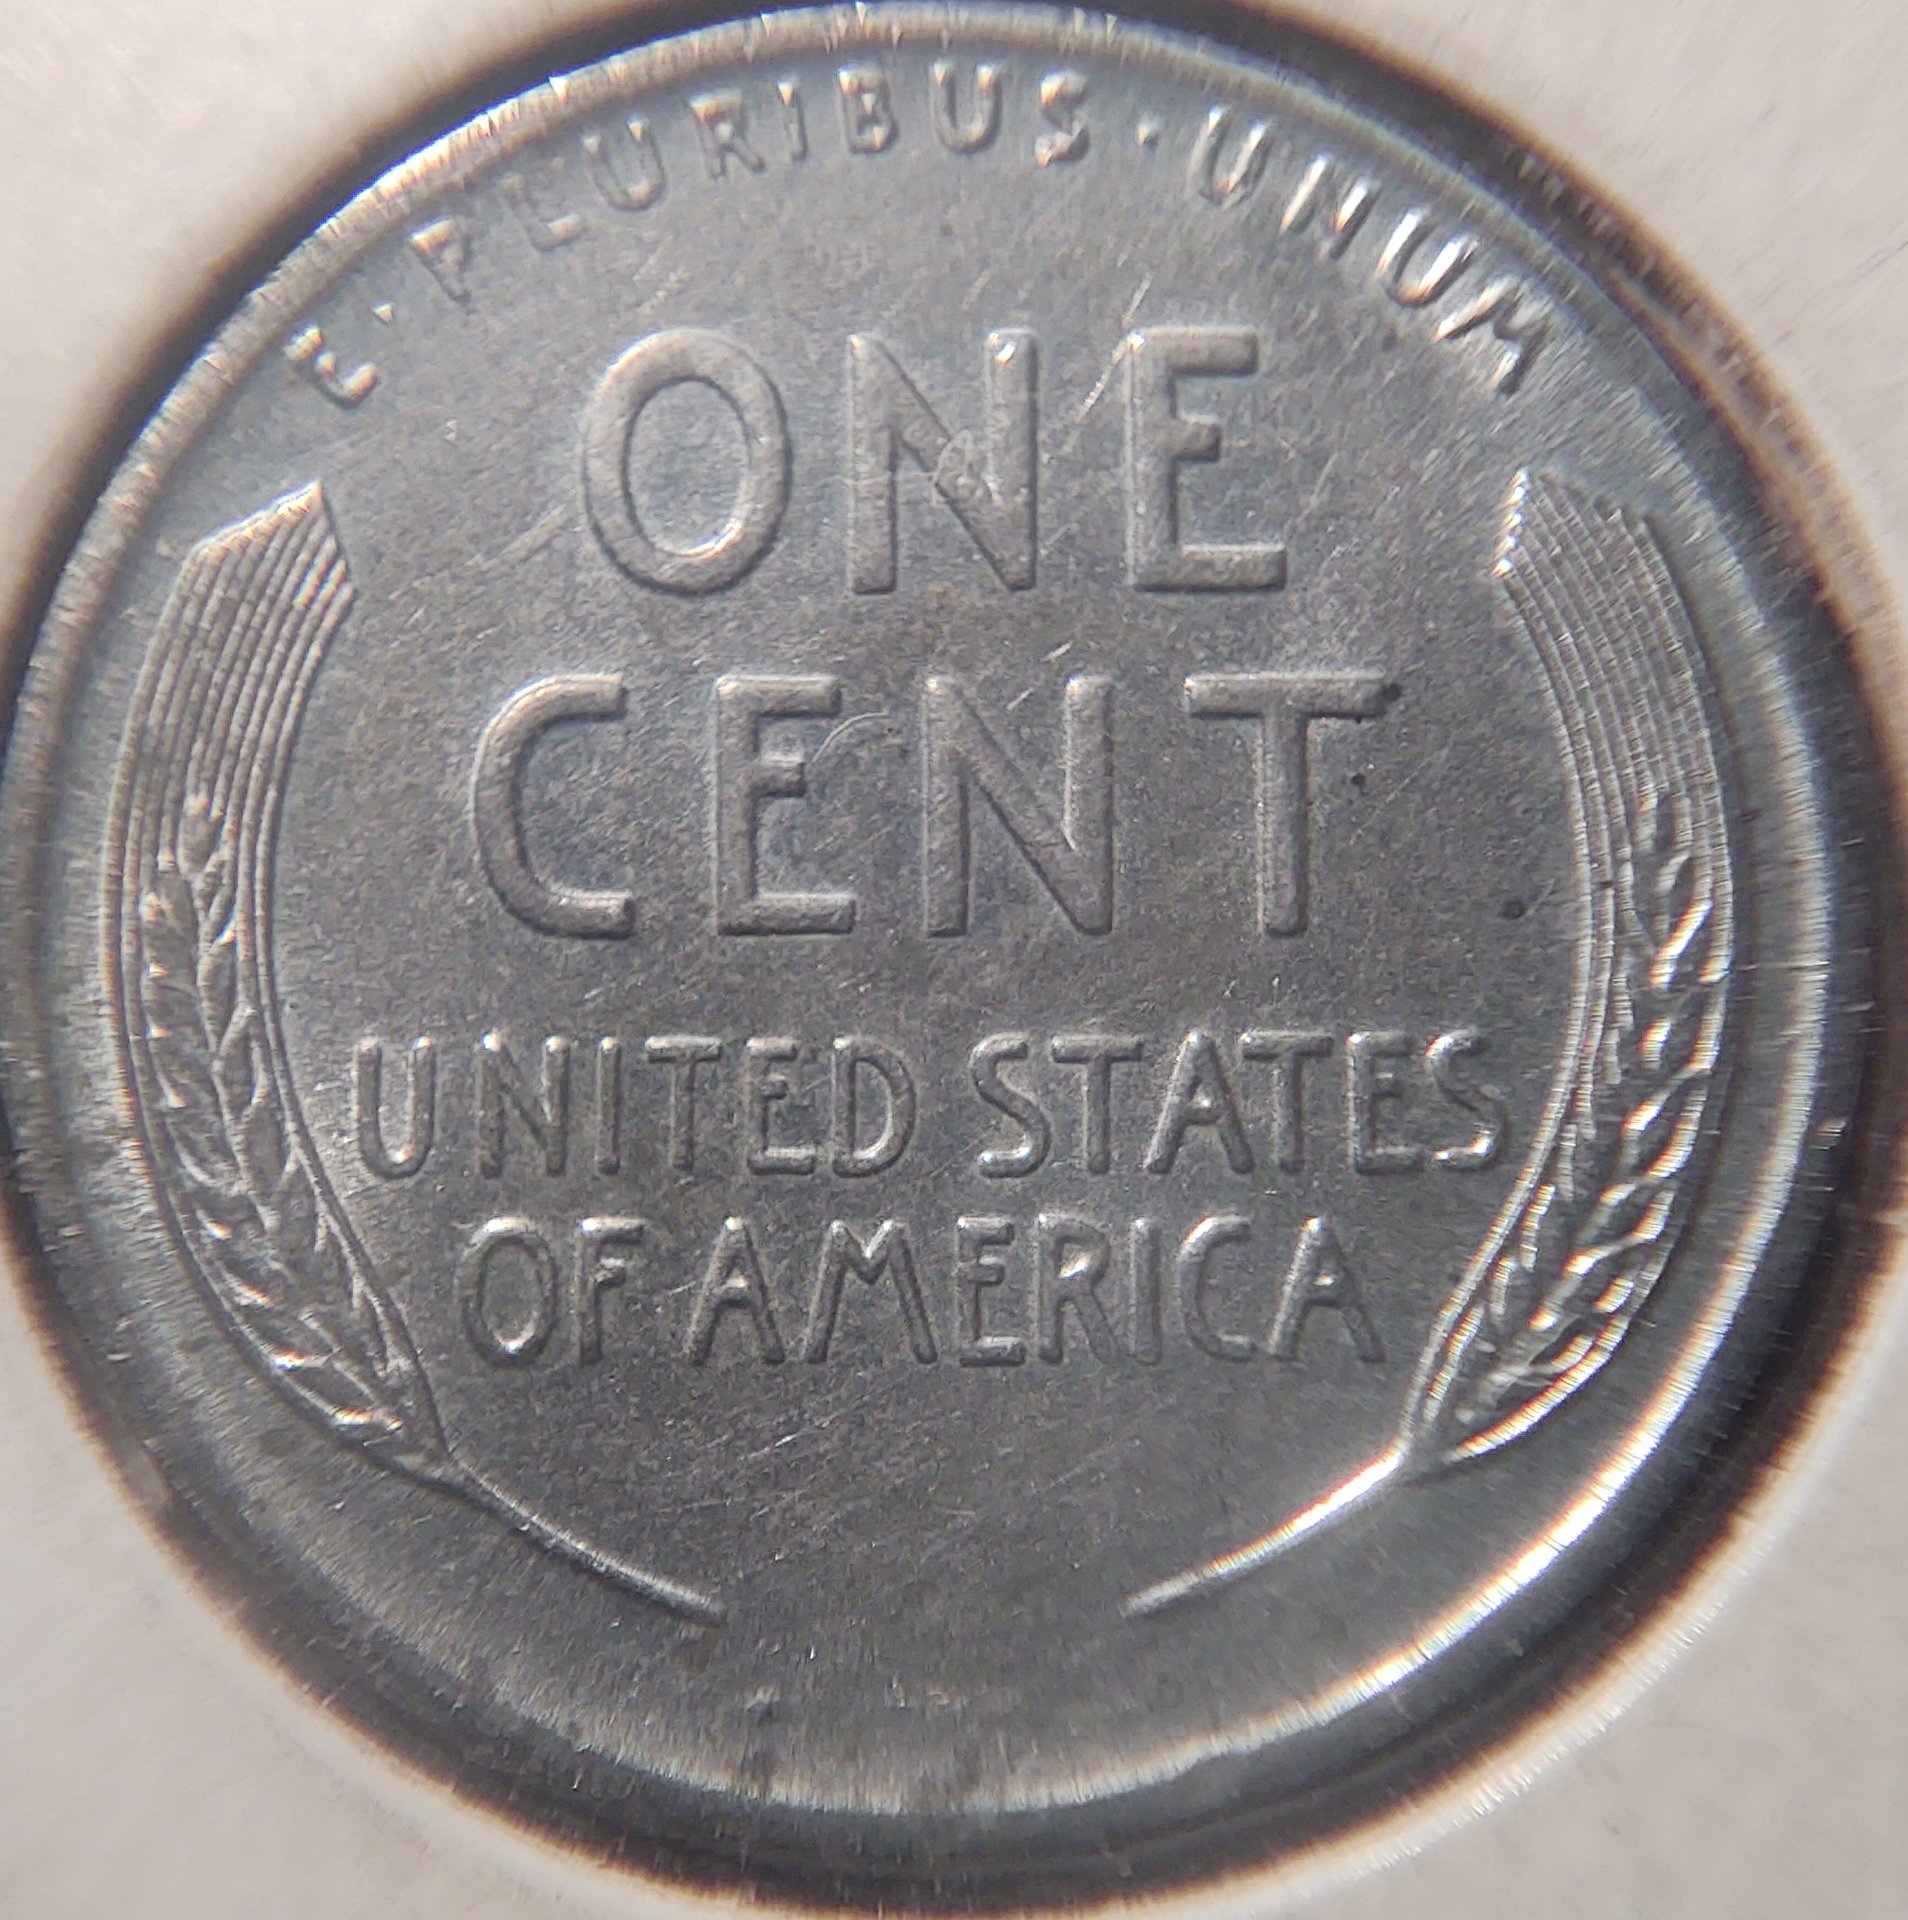 E·PLURIBUS·UNUM
ONE
CENT
UNITED STATES
OF AMERICA